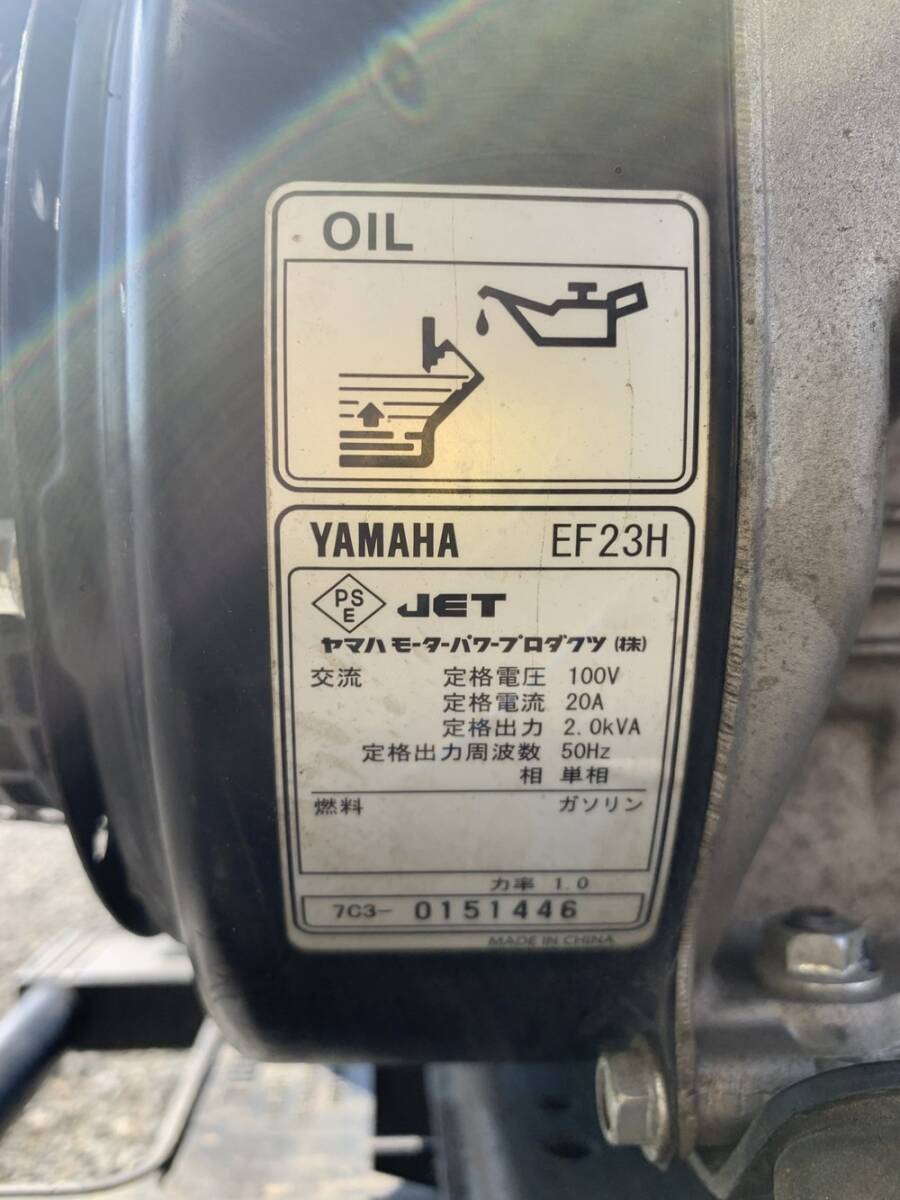 OIL
YAMAHA EF23H
PSE JET
ヤマハモーターパワープロダクツ(株)
交流 定格電圧 100V
定格電流 20A
定格出力 2.0kVA
定格出力周波数 50Hz
相 単相
燃料 ガソリン
力率 1.0
7C3- 0151446
MADE IN CHINA